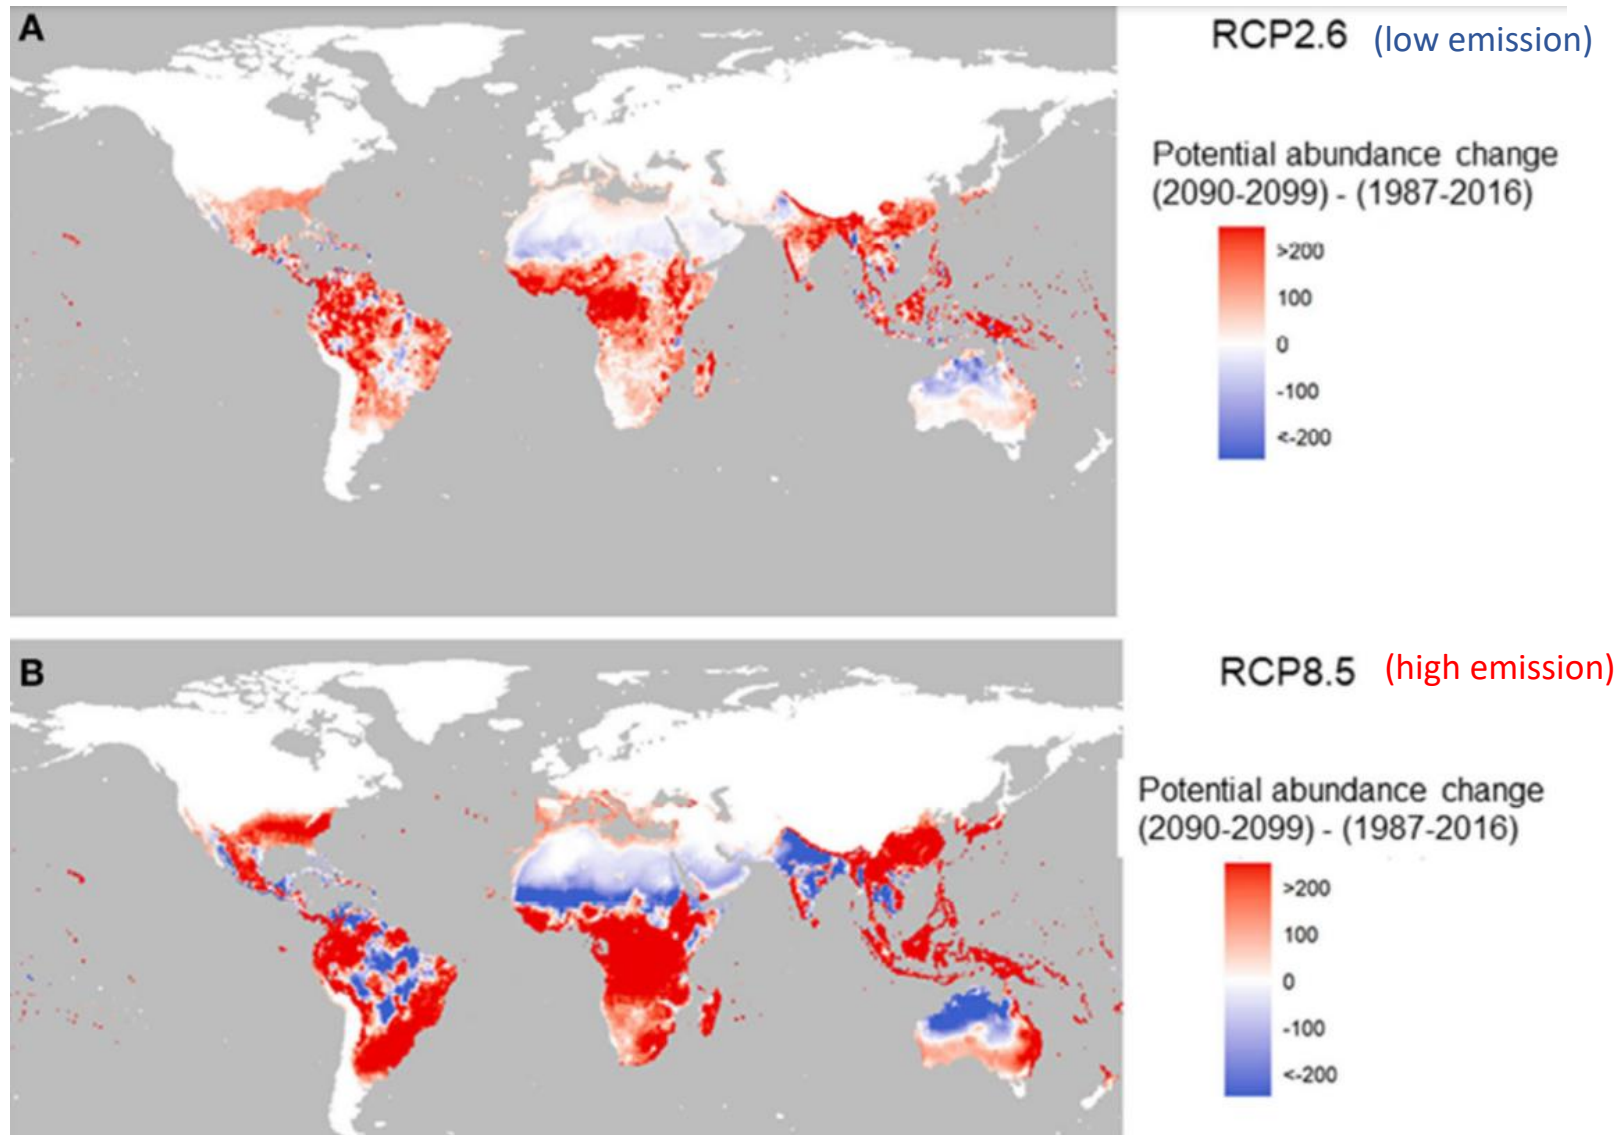 A
RCP2.6 (low emission)
Potential abundance change
(2090-2099) - (1987-2016)
>200
100
0
-100
<-200
B
RCP8.5 (high emission)
Potential abundance change
(2090-2099) - (1987-2016)
>200
100
0
-100
<-200